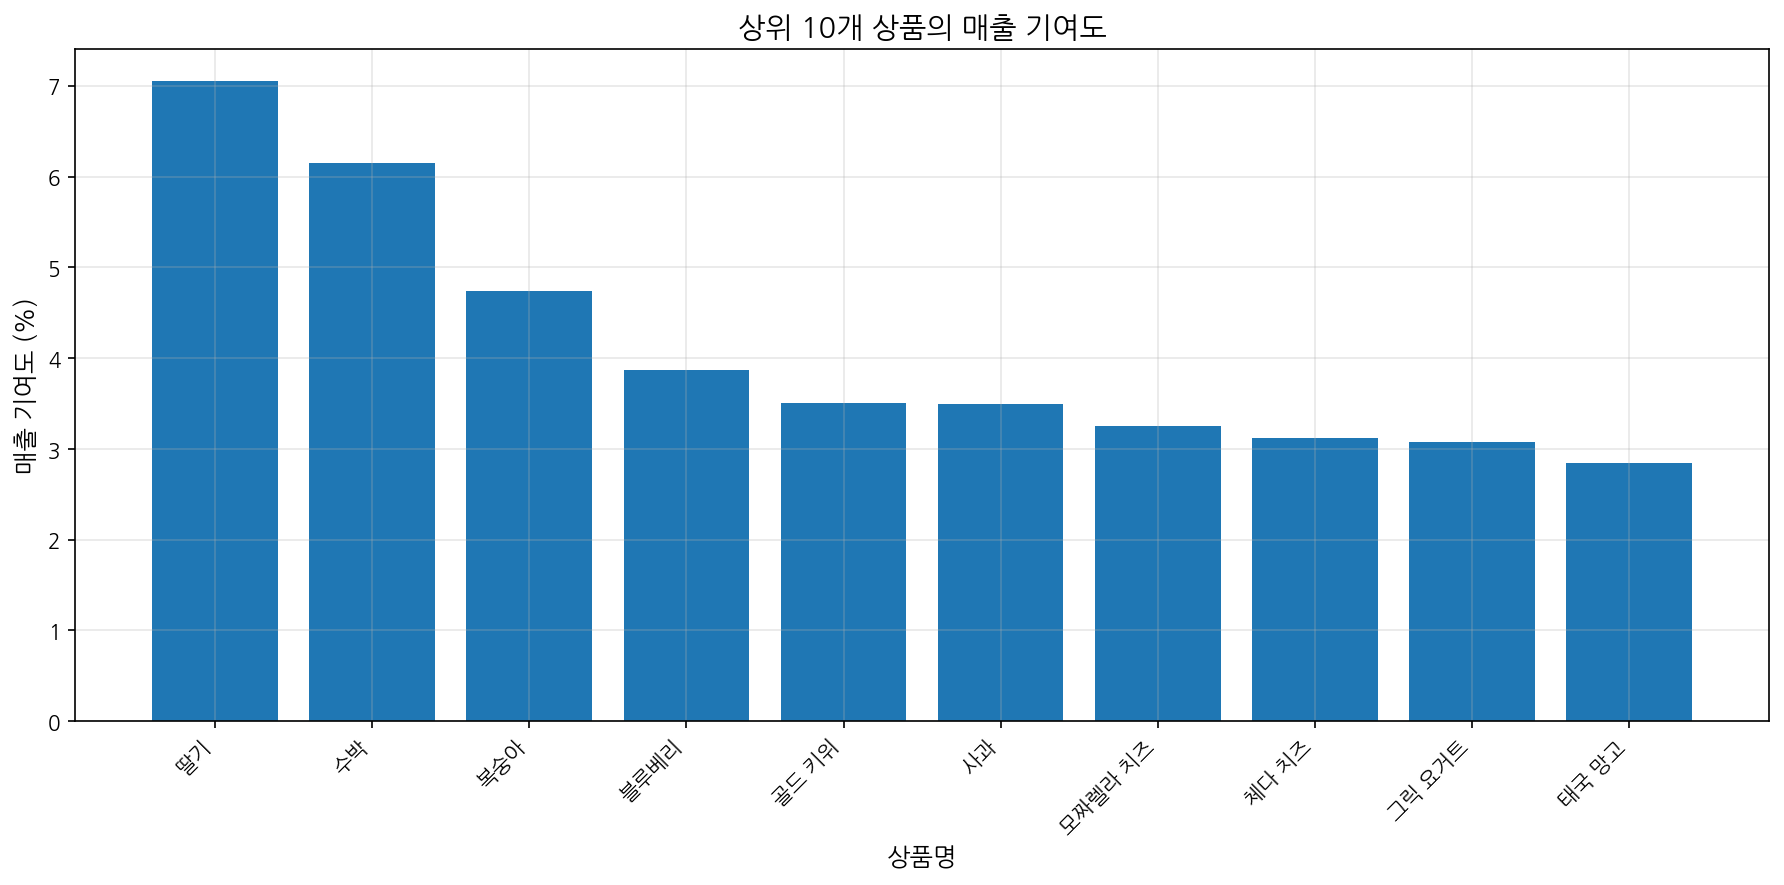 상위 10개 상품의 매출 기여도
매출 기여도 (%)
7
6
5
4
3
2
1
0
딸기
수박
복숭아
블루베리
골드 키위
사과
모짜렐라 치즈
체다 치즈
그릭 요거트
태국 망고
상품명